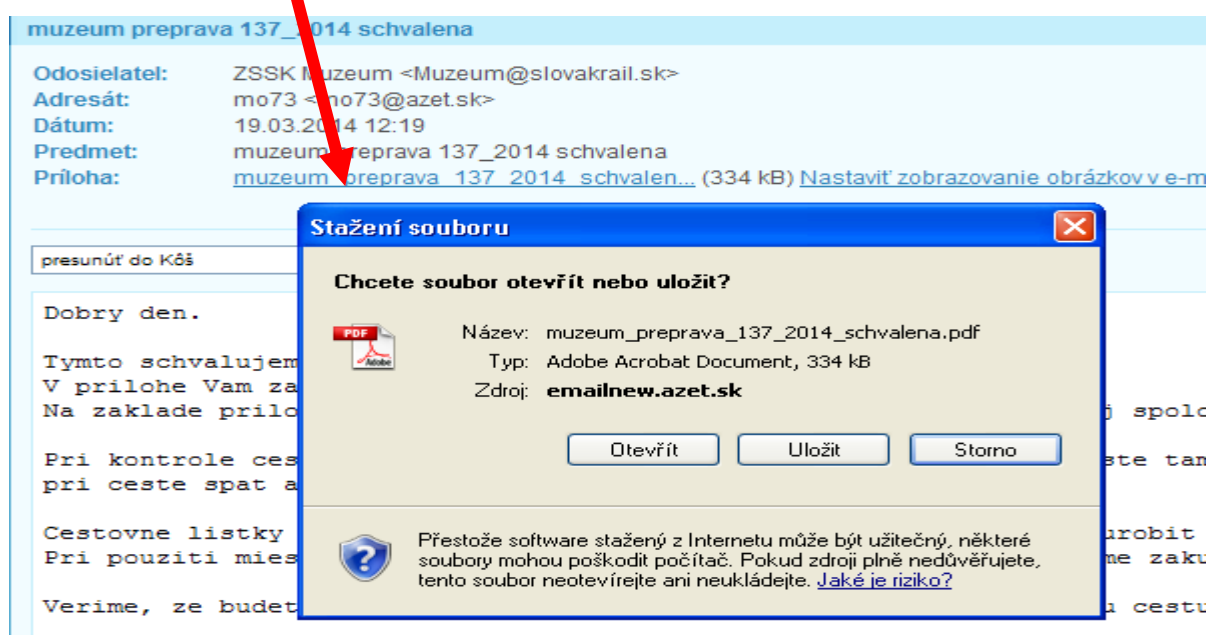 muzeum preprava 137_2014 schvalena
Odosielateľ: ZSSK Muzeum <Muzeum@slovakrail.sk>
Adresát: mo73 <mo73@azet.sk>
Dátum: 19.03.2014 12:19
Predmet: muzeum preprava 137_2014 schvalena
Príloha: muzeum_preprava_137_2014_schvalen... (334 kB) Nastaviť zobrazovanie obrázkov v e-m
presunúť do Kôš
Stažení souboru
Chcete soubor otevřít nebo uložit?
PDF
Adobe
Název: muzeum_preprava_137_2014_schvalena.pdf
Typ: Adobe Acrobat Document, 334 kB
Zdroj: emailnew.azet.sk
Otevřít Uložit Storno
Přestože software stažený z Internetu může být užitečný, některé
soubory mohou poškodit počítač. Pokud zdroji plně nedůvěřujete,
tento soubor neotevírejte ani neukládejte. Jaké je riziko?
Dobry den.
Tymto schvalujem
V prilohe Vam za
Na zaklade prilo j spolo
Pri kontrole ces ste tam
pri ceste spat a
Cestovne listky urobit
Pri pouziti mies me zaku
Verime, ze budet u cestu